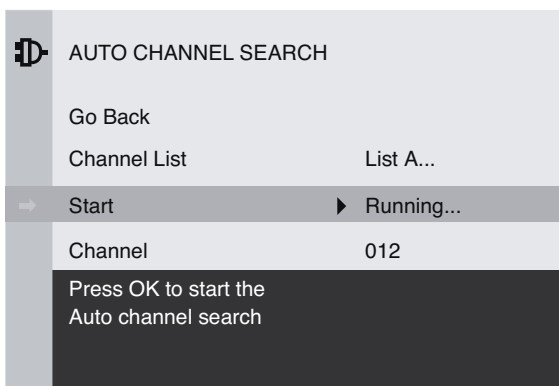 AUTO CHANNEL SEARCH
Go Back
Channel List List A...
Start Running...
Channel 012
Press OK to start the
Auto channel search